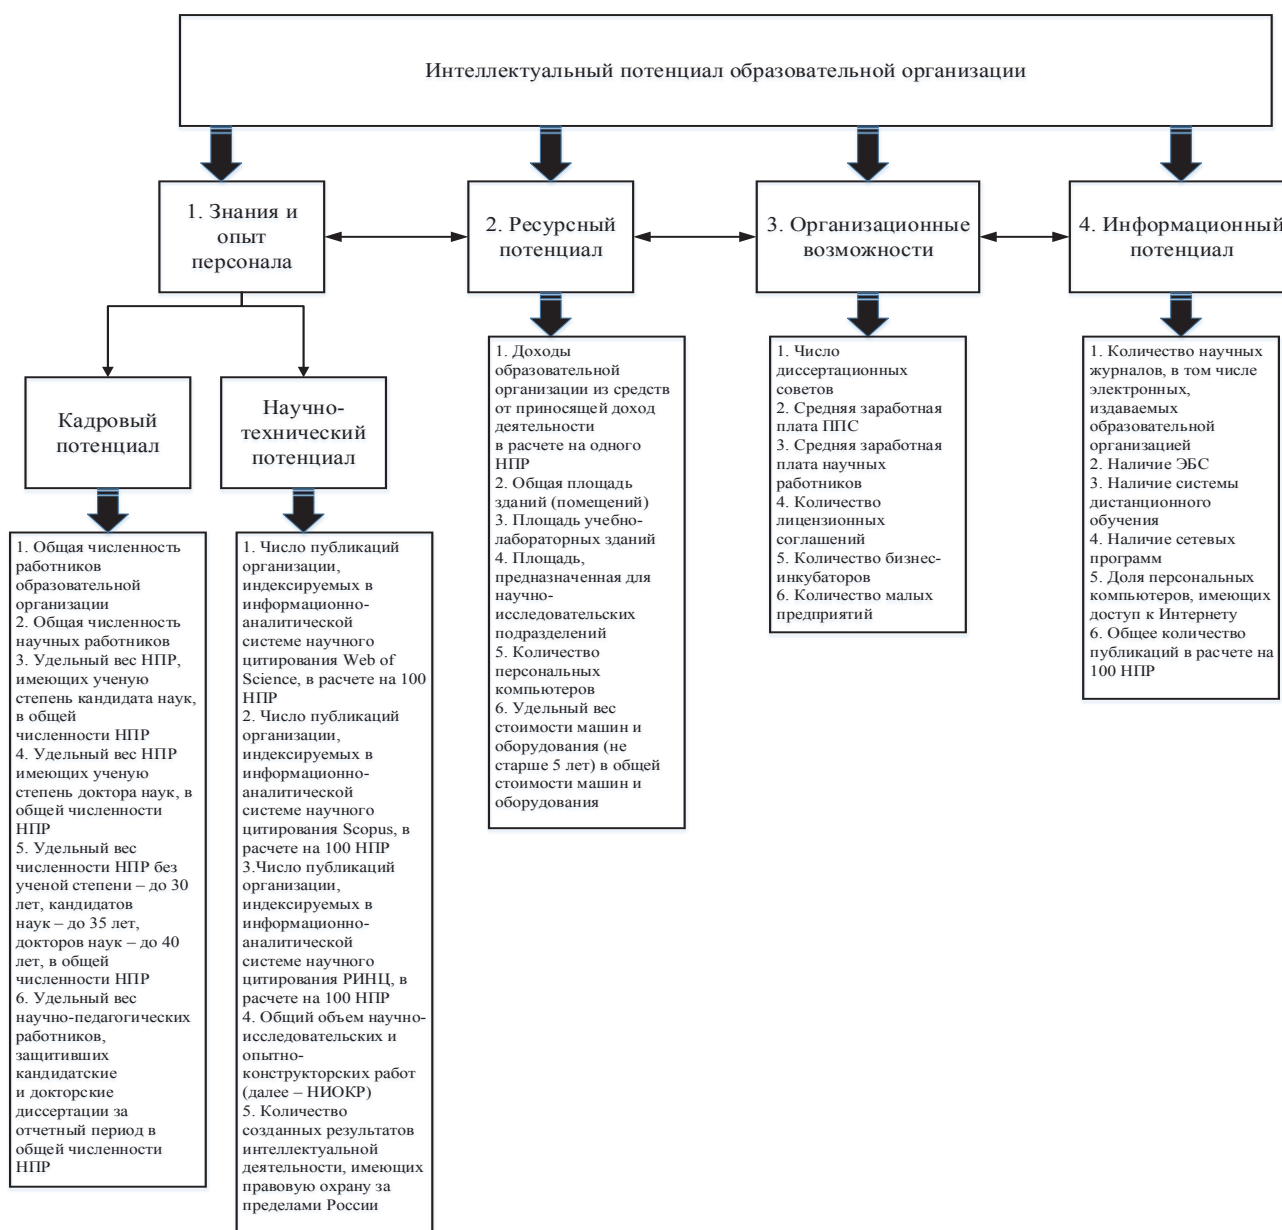 Интеллектуальный потенциал образовательной организации
1. Знания и
опыт
персонала
2. Ресурсный
потенциал
3. Организационные
возможности
4. Информационный
потенциал
Кадровый
потенциал
Научно-
технический
потенциал
1. Общая численность
работников
образовательной
организации
2. Общая численность
научных работников
3. Удельный вес НПР,
имеющих ученую
степень кандидата наук,
в общей
численности НПР
4. Удельный вес НПР
имеющих ученую
степень доктора наук, в
общей численности
НПР
5. Удельный вес
численности НПР без
ученой степени – до 30
лет, кандидатов
наук – до 35 лет,
докторов наук – до 40
лет, в общей
численности НПР
6. Удельный вес
научно-педагогических
работников,
защитивших
кандидатские
и докторские
диссертации за
отчетный период в
общей численности
НПР
1. Число публикаций
организации,
индексируемых в
информационно-
аналитической
системе научного
цитирования Web of
Science, в расчете на 100
НПР
2. Число публикаций
организации,
индексируемых в
информационно-
аналитической
системе научного
цитирования Scopus, в
расчете на 100 НПР
3.Число публикаций
организации,
индексируемых в
информационно-
аналитической
системе научного
цитирования РИНЦ, в
расчете на 100 НПР
4. Общий объем научно-
исследовательских и
опытно-
конструкторских работ
(далее – НИОКР)
5. Количество
созданных результатов
интеллектуальной
деятельности, имеющих
правовую охрану за
пределами России
1. Доходы
образовательной
организации из средств
от приносящей доход
деятельности
в расчете на одного
НПР
2. Общая площадь
зданий (помещений)
3. Площадь учебно-
лабораторных зданий
4. Площадь,
предназначенная для
научно-
исследовательских
подразделений
5. Количество
персональных
компьютеров
6. Удельный вес
стоимости машин и
оборудования (не
старше 5 лет) в общей
стоимости машин и
оборудования
1. Число
диссертационных
советов
2. Средняя заработная
плата ППС
3. Средняя заработная
плата научных
работников
4. Количество
лицензионных
соглашений
5. Количество бизнес-
инкубаторов
6. Количество малых
предприятий
1. Количество научных
журналов, в том числе
электронных,
издаваемых
образовательной
организацией
2. Наличие ЭБС
3. Наличие системы
дистанционного
обучения
4. Наличие сетевых
программ
5. Доля персональных
компьютеров, имеющих
доступ к Интернету
6. Общее количество
публикаций в расчете на
100 НПР